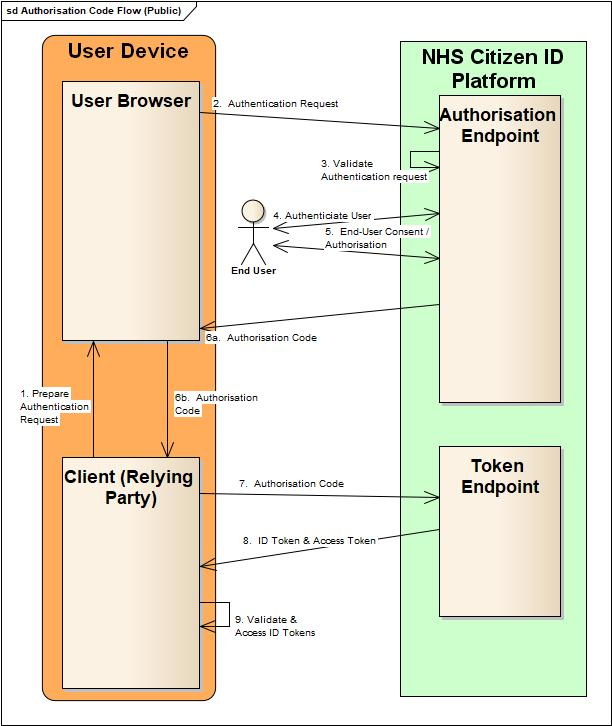 sd Authorisation Code Flow (Public)
User Device
NHS Citizen ID
Platform
User Browser
Authorisation
Endpoint
2.  Authentication Request
3. Validate
Authentication request
4. Authenticiate User
5.  End-User Consent /
Authorisation
End User
6a.  Authorisation Code
1. Prepare
Authentication
Request
6b.  Authorisation
Code
Client (Relying
Party)
Token
Endpoint
7.  Authorisation Code
8.  ID Token & Access Token
9. Validate &
Access ID Tokens